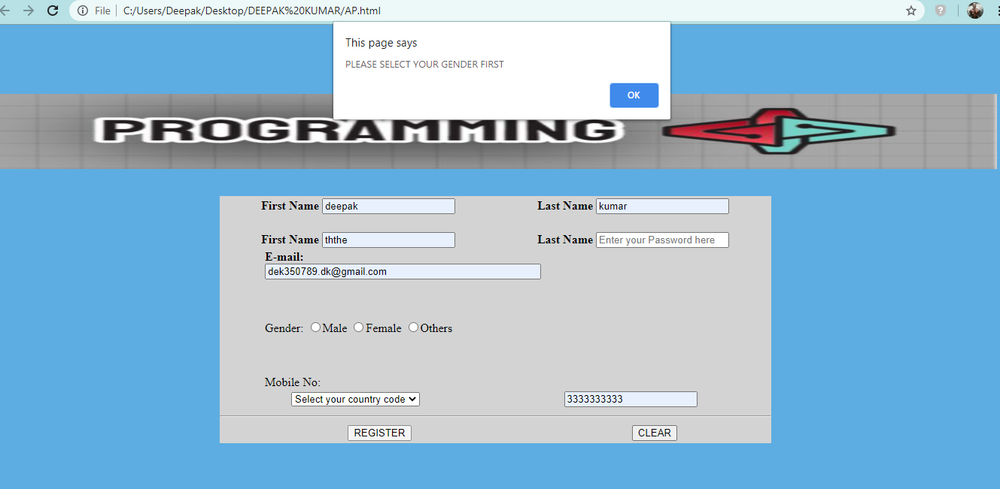 File C:/Users/Deepak/Desktop/DEEPAK%20KUMAR/AP.html
This page says
PLEASE SELECT YOUR GENDER FIRST
OK
PROGRAMMING
First Name deepak Last Name kumar
First Name ththe Last Name Enter your Password here
E-mail:
dek350789.dk@gmail.com
Gender: Male Female Others
Mobile No:
Select your country code 3333333333
REGISTER CLEAR